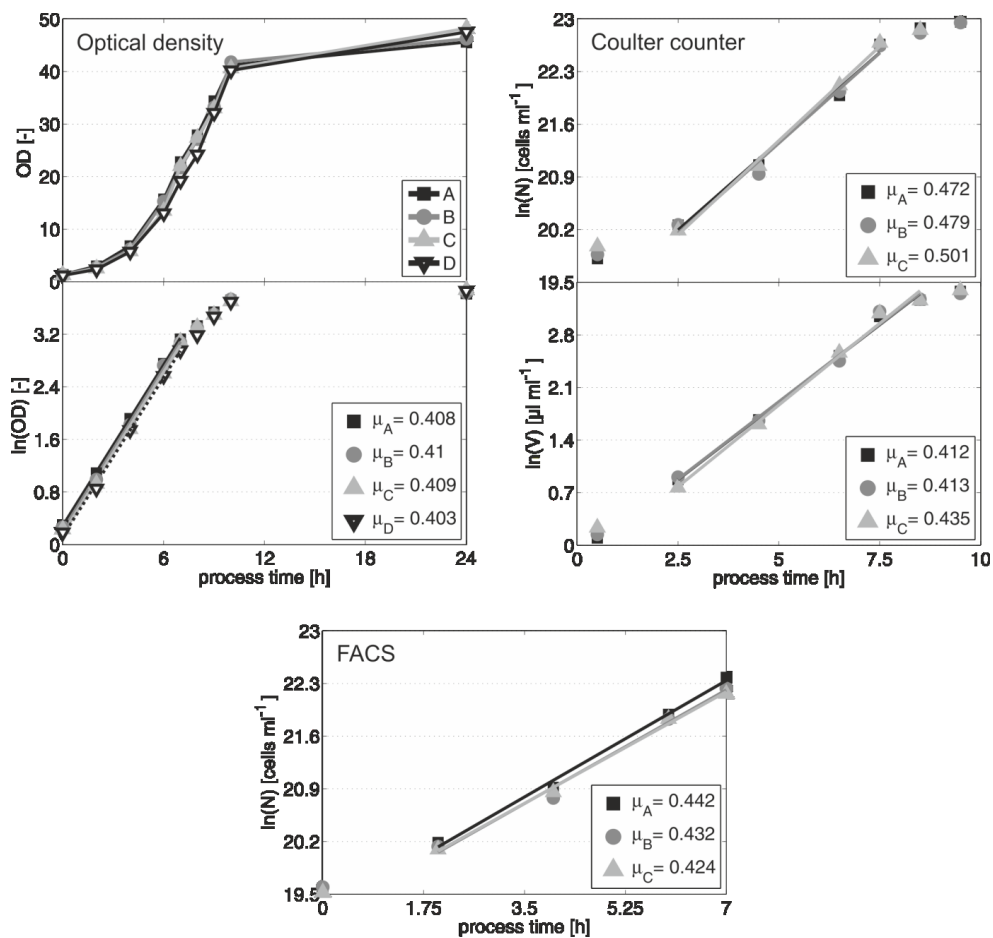 Optical density
50
40
30
20
10
0
OD [-]
A
B
C
D
3.2
2.4
1.6
0.8
0
ln(OD) [-]
μA= 0.408
μB= 0.41
μC= 0.409
μD= 0.403
0 6 12 18 24
process time [h]
Coulter counter
23
22.3
21.6
20.9
20.2
19.5
ln(N) [cells ml-1 ]
μA= 0.472
μB= 0.479
μC= 0.501
2.8
2.1
1.4
0.7
0
ln(V) [µl ml-1 ]
μA= 0.412
μB= 0.413
μC= 0.435
0 2.5 5 7.5 10
process time [h]
FACS
23
22.3
21.6
20.9
20.2
19.5
ln(N) [cells ml-1 ]
μA= 0.442
μB= 0.432
μC= 0.424
0 1.75 3.5 5.25 7
process time [h]